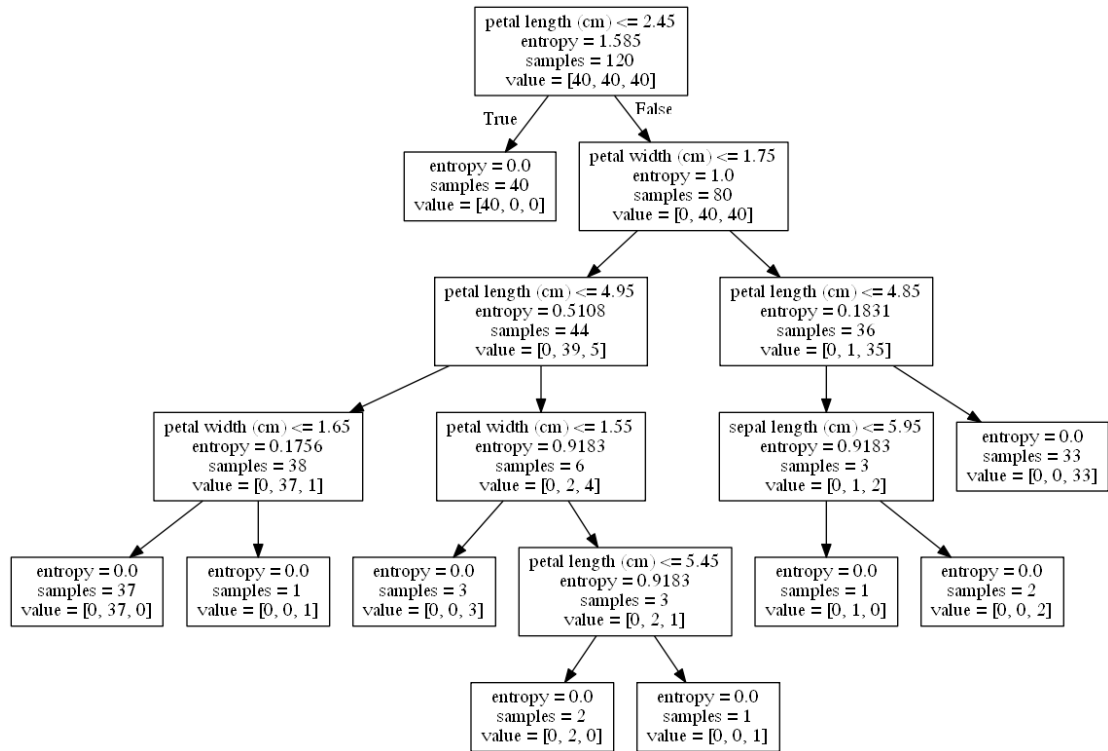 petal length (cm) <= 2.45
entropy = 1.585
samples = 120
value = [40, 40, 40]
True
False
entropy = 0.0
samples = 40
value = [40, 0, 0]
petal width (cm) <= 1.75
entropy = 1.0
samples = 80
value = [0, 40, 40]
petal length (cm) <= 4.95
entropy = 0.5108
samples = 44
value = [0, 39, 5]
petal length (cm) <= 4.85
entropy = 0.1831
samples = 36
value = [0, 1, 35]
petal width (cm) <= 1.65
entropy = 0.1756
samples = 38
value = [0, 37, 1]
petal width (cm) <= 1.55
entropy = 0.9183
samples = 6
value = [0, 2, 4]
sepal length (cm) <= 5.95
entropy = 0.9183
samples = 3
value = [0, 1, 2]
entropy = 0.0
samples = 33
value = [0, 0, 33]
entropy = 0.0
samples = 37
value = [0, 37, 0]
entropy = 0.0
samples = 1
value = [0, 0, 1]
entropy = 0.0
samples = 3
value = [0, 0, 3]
petal length (cm) <= 5.45
entropy = 0.9183
samples = 3
value = [0, 2, 1]
entropy = 0.0
samples = 1
value = [0, 1, 0]
entropy = 0.0
samples = 2
value = [0, 0, 2]
entropy = 0.0
samples = 2
value = [0, 2, 0]
entropy = 0.0
samples = 1
value = [0, 0, 1]